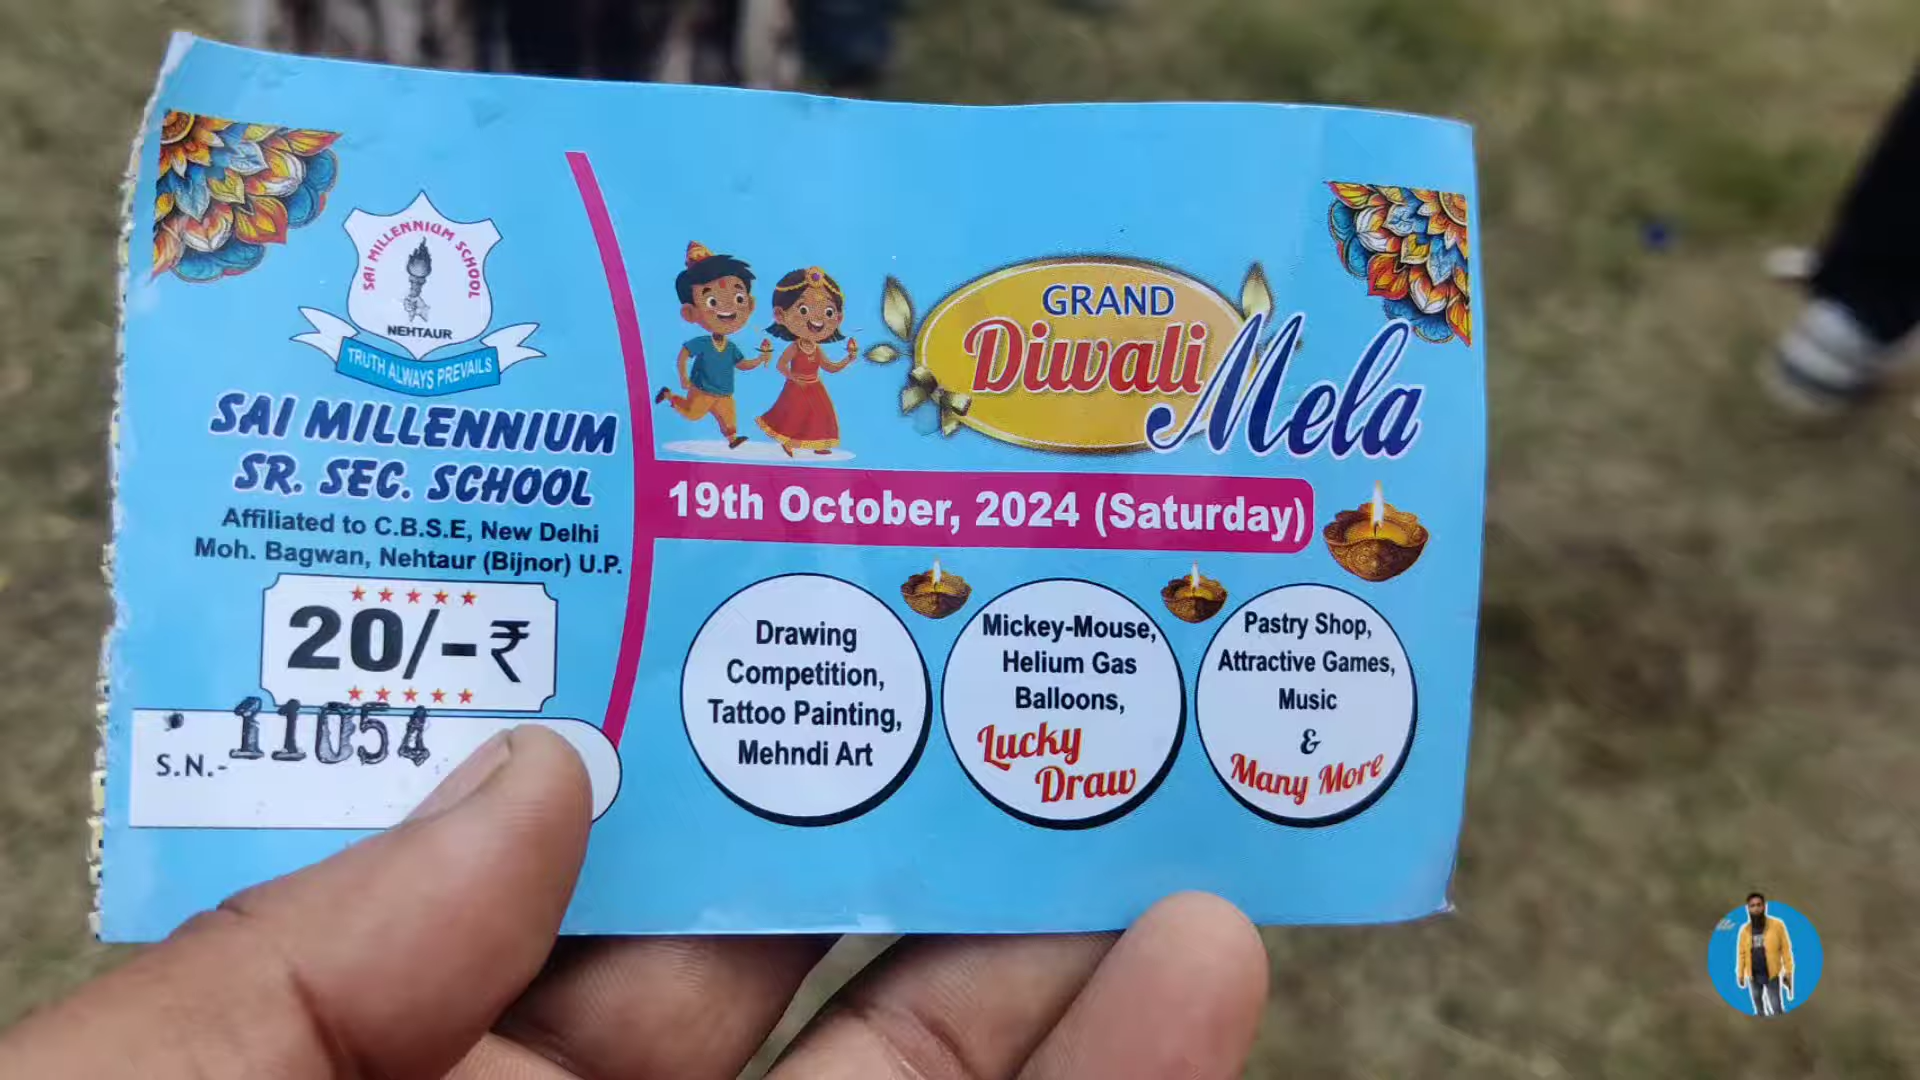 SAI MILLENNIUM SCHOOL
NEHTAUR
TRUTH ALWAYS PREVAILS
SAI MILLENNIUM
SR. SEC. SCHOOL
Affiliated to C.B.S.E, New Delhi
Moh. Bagwan, Nehtaur (Bijnor) U.P.
20/-₹
S.N.- 11054
GRAND
Diwali
Mela
19th October, 2024 (Saturday)
Drawing
Competition,
Tattoo Painting,
Mehndi Art
Mickey-Mouse,
Helium Gas
Balloons,
Lucky
Draw
Pastry Shop,
Attractive Games,
Music
&
Many More